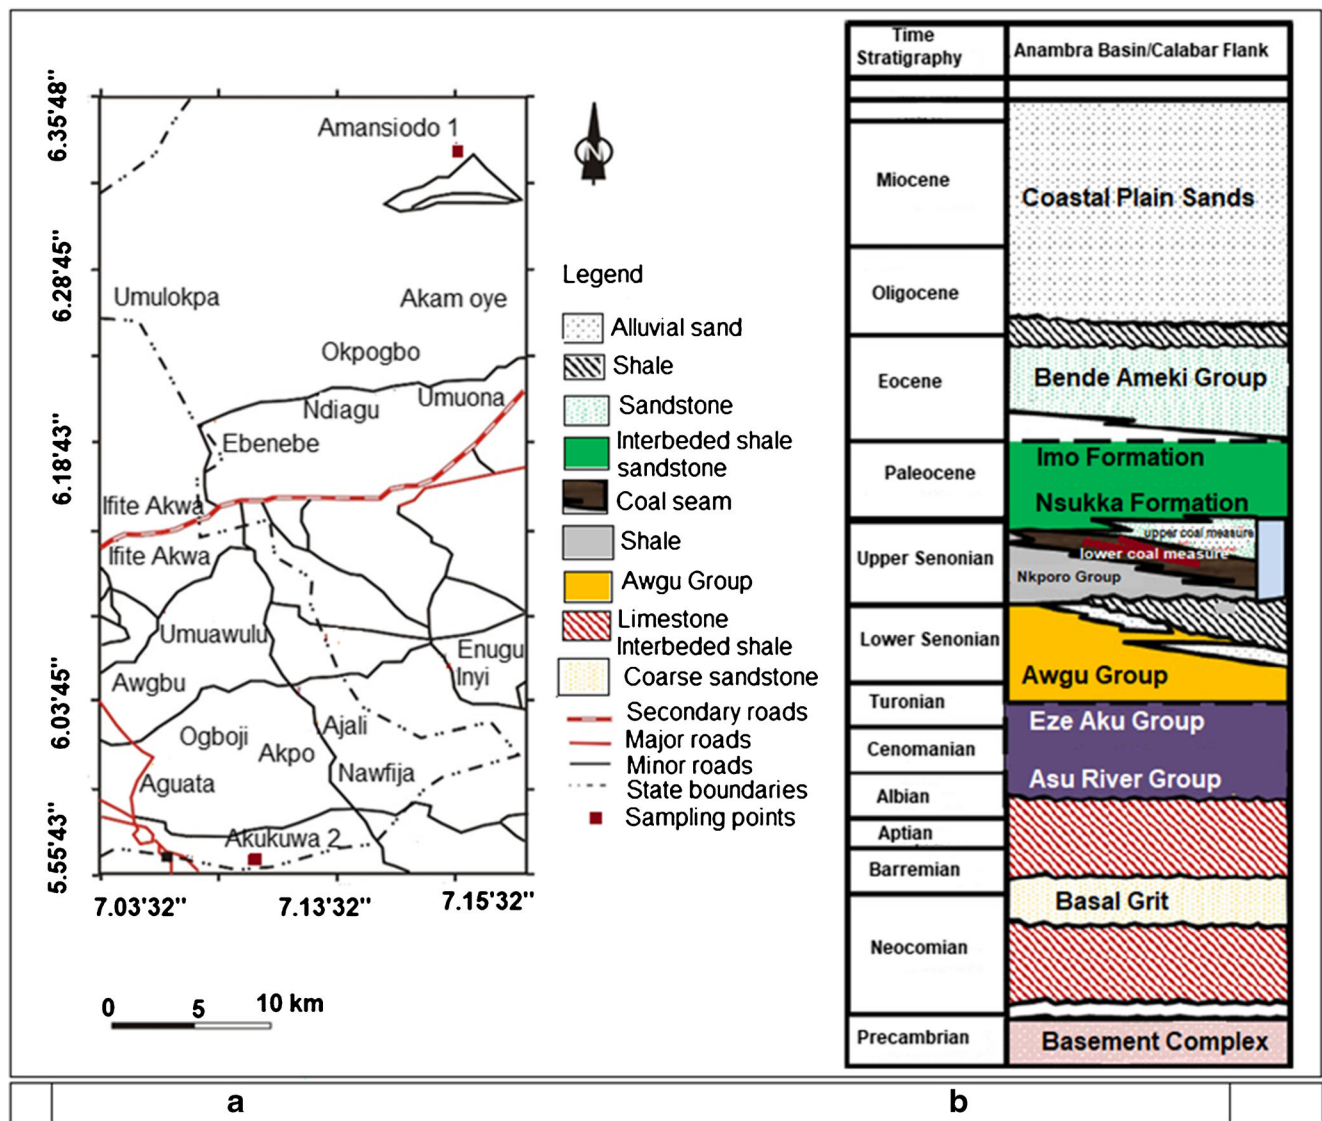 6.35'48"
6.28'45"
6.18'43"
6.03'45"
5.55'43"
Amansiodo 1
Umulokpa
Akam oye
Okpogbo
Ndiagu
Umuona
Ebenebe
Ifite Akwa
Ifite Akwa
Umuawulu
Enugu
Inyi
Awgbu
Ogboji
Akpo
Ajali
Aguata
Nawfija
Akukuwa 2
7.03'32"
7.13'32"
7.15'32"
0
5
10 km
N
Legend
Alluvial sand
Shale
Sandstone
Interbeded shale
sandstone
Coal seam
Shale
Awgu Group
Limestone
Interbeded shale
Coarse sandstone
Secondary roads
Major roads
Minor roads
State boundaries
Sampling points
Time
Stratigraphy
Anambra Basin/Calabar Flank
Miocene
Oligocene
Eocene
Paleocene
Upper Senonian
Lower Senonian
Turonian
Cenomanian
Albian
Aptian
Barremian
Neocomian
Precambrian
Coastal Plain Sands
Bende Ameki Group
Imo Formation
Nsukka Formation
upper coal measure
lower coal measure
Nkporo Group
Awgu Group
Eze Aku Group
Asu River Group
Basal Grit
Basement Complex
a
b